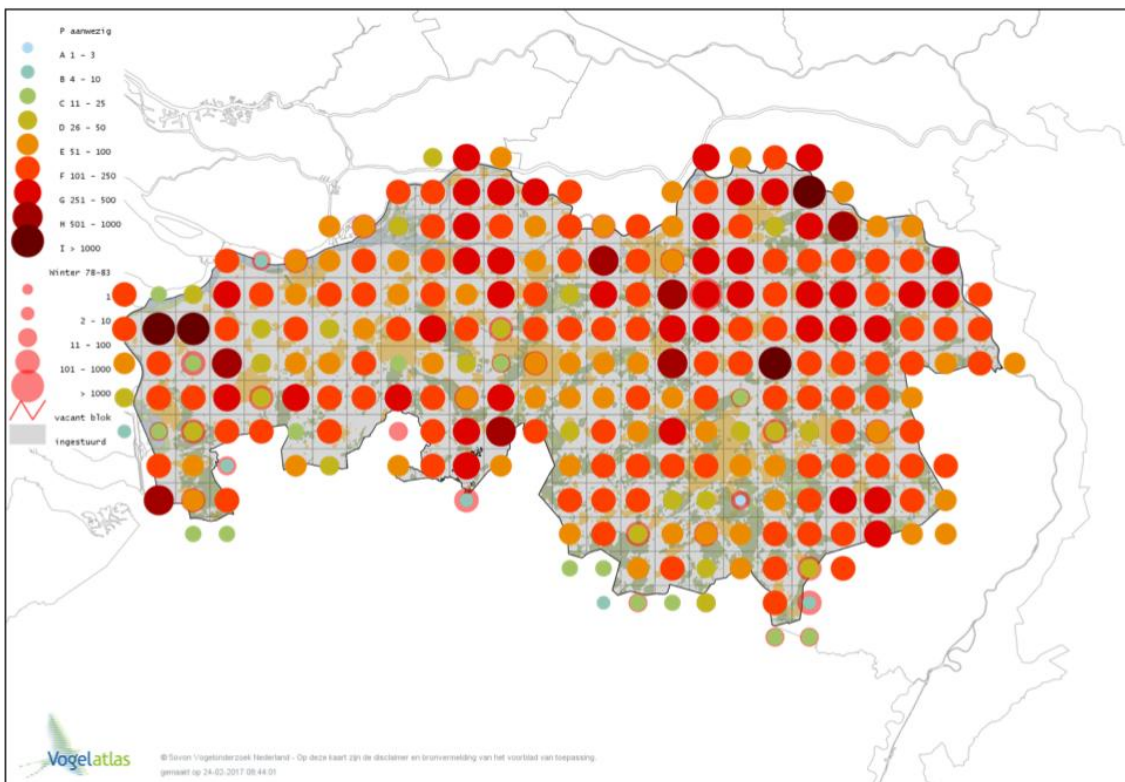 P aanwezig
A 1 - 3
B 4 - 10
C 11 - 25
D 26 - 50
E 51 - 100
F 101 - 250
G 251 - 500
H 501 - 1000
I > 1000
Winter 78-83
1
2 - 10
11 - 100
101 - 1000
> 1000
vacant blok
ingestuurd
Vogelatlas
© Sovon Vogelonderzoek Nederland - Op deze kaart zijn de disclaimer en bronvermelding van het voorblad van toepassing.
gemaakt op 24-02-2017 08:44:01